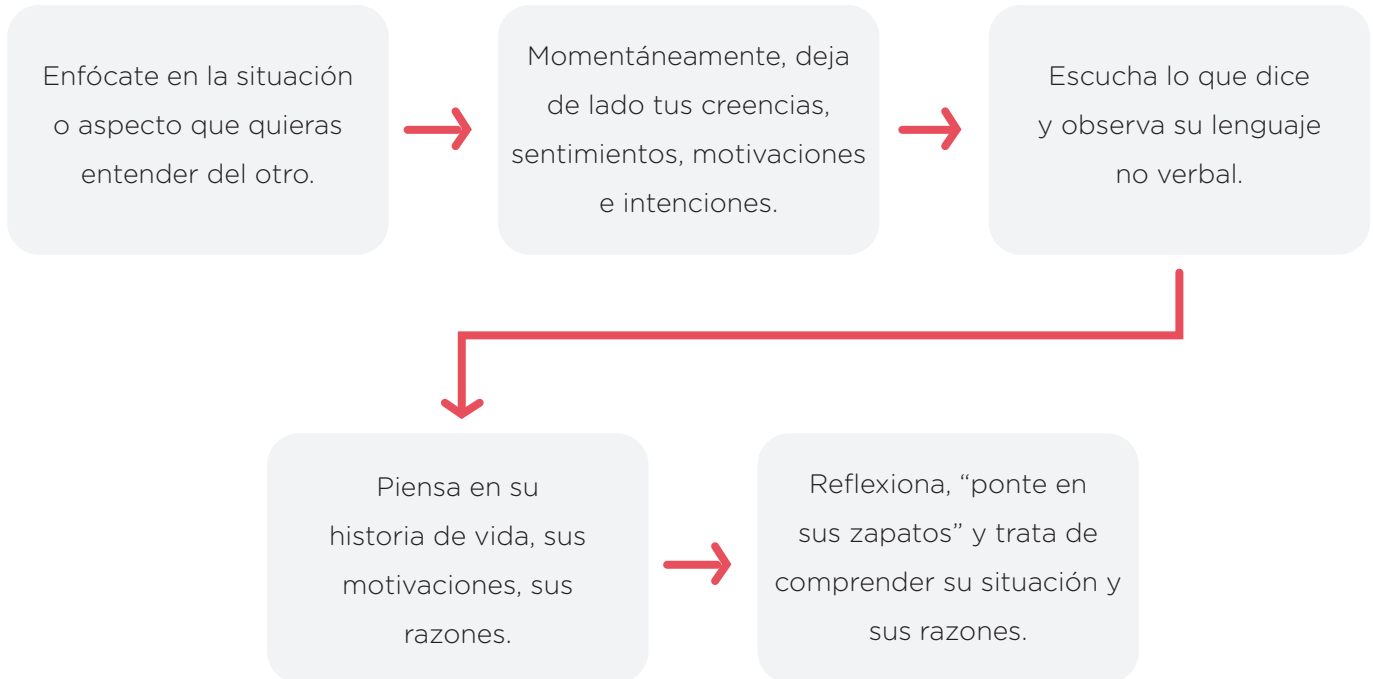 Enfócate en la situación
o aspecto que quieras
entender del otro.
Momentáneamente, deja
de lado tus creencias,
sentimientos, motivaciones
e intenciones.
Escucha lo que dice
y observa su lenguaje
no verbal.
Piensa en su
historia de vida, sus
motivaciones, sus
razones.
Reflexiona, “ponte en
sus zapatos” y trata de
comprender su situación y
sus razones.